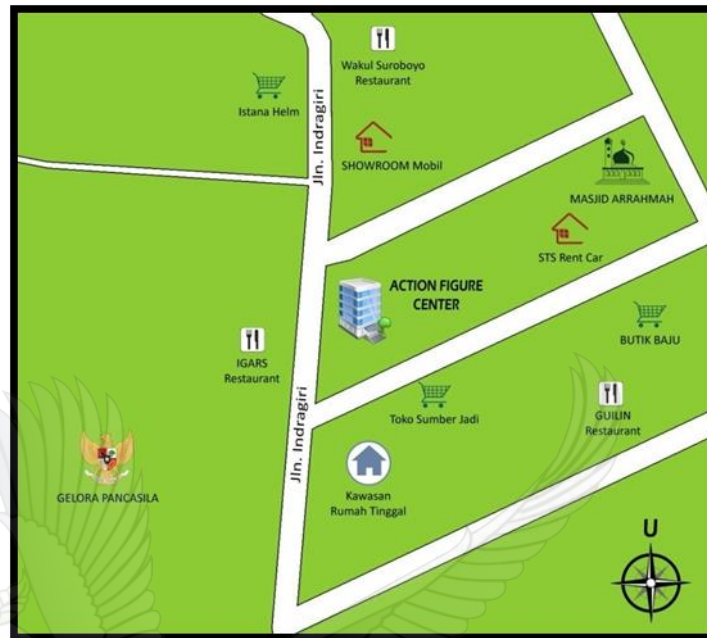 Wakul Suroboyo
Restaurant
Istana Helm
Jln. Indragiri
SHOWROOM Mobil
MASJID ARRAHMAH
STS Rent Car
ACTION FIGURE
CENTER
BUTIK BAJU
IGARS
Restaurant
Toko Sumber Jadi
GUILIN
Restaurant
Jln. Indragiri
GELORA PANCASILA
Kawasan
Rumah Tinggal
U